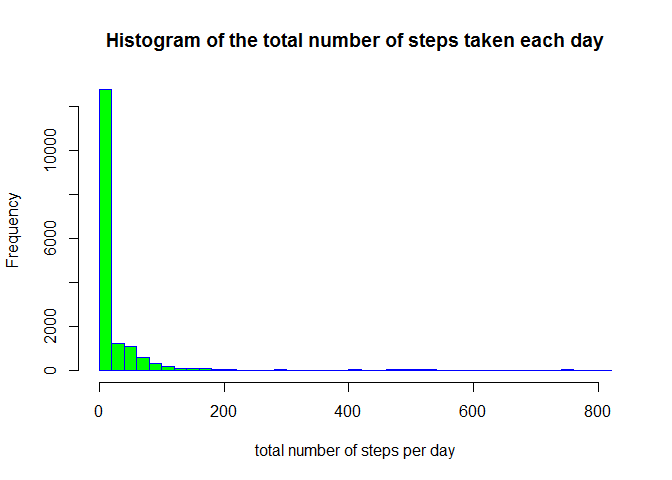 Histogram of the total number of steps taken each day
Frequency
10000
6000
2000
0
0 200 400 600 800
total number of steps per day